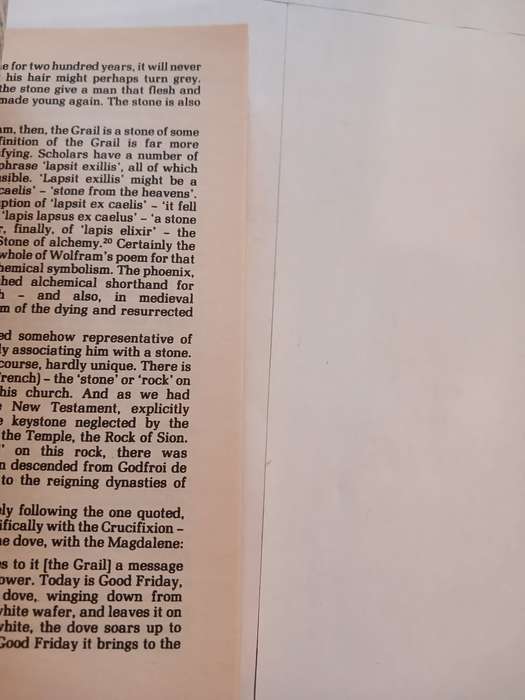 e for two hundred years, it will never
his hair might perhaps turn grey.
the stone give a man that flesh and
made young again. The stone is also
am, then, the Grail is a stone of some
finition of the Grail is far more
fying. Scholars have a number of
phrase ‘lapsit exillis’, all of which
sible. ‘Lapsit exillis’ might be a
caelis’ – ‘stone from the heavens’.
ption of ‘lapsit ex caelis’ – ‘it fell
‘lapis lapsus ex caelus’ – ‘a stone
r, finally, of ‘lapis elixir’ – the
Stone of alchemy.²⁰ Certainly the
whole of Wolfram's poem for that
hemical symbolism. The phoenix,
hed alchemical shorthand for
h – and also, in medieval
m of the dying and resurrected
ed somehow representative of
ly associating him with a stone.
course, hardly unique. There is
French) – the ‘stone’ or ‘rock’ on
his church. And as we had
e New Testament, explicitly
e keystone neglected by the
the Temple, the Rock of Sion.
’ on this rock, there was
n descended from Godfroi de
to the reigning dynasties of
ely following the one quoted,
ifically with the Crucifixion –
he dove, with the Magdalene:
es to it [the Grail] a message
ower. Today is Good Friday,
dove, winging down from
white wafer, and leaves it on
white, the dove soars up to
Good Friday it brings to the